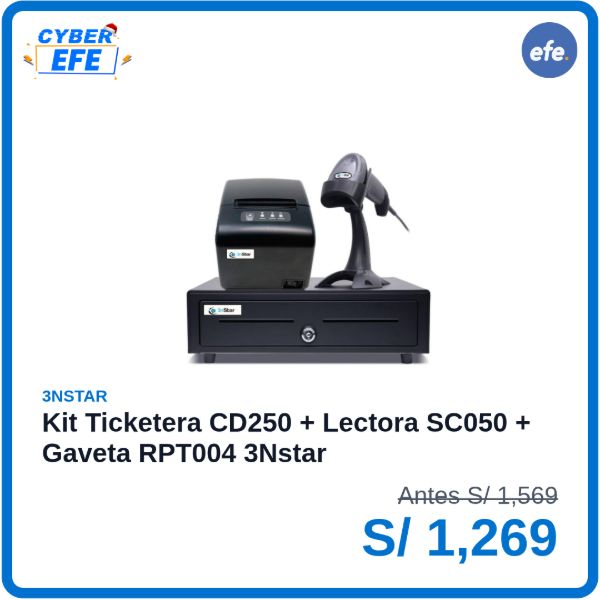 CYBER
EFE
efe.
3nStar
3nStar
3NSTAR
Kit Ticketera CD250 + Lectora SC050 +
Gaveta RPT004 3Nstar
Antes S/ 1,569
S/ 1,269